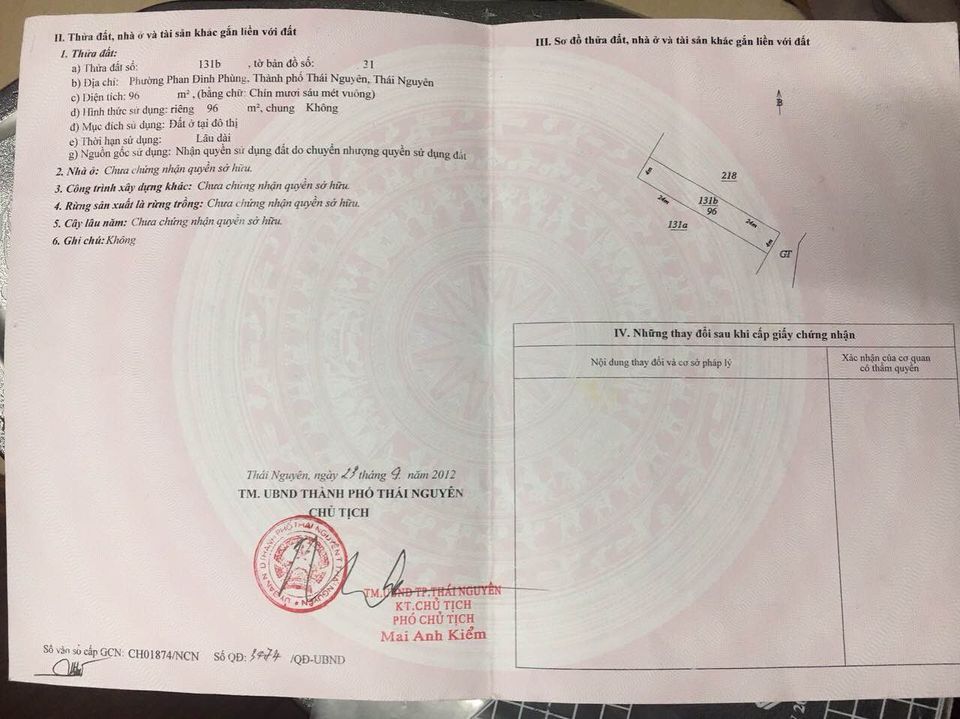 II. Thửa đất, nhà ở và tài sản khác gắn liền với đất
1. Thửa đất:
a) Thửa đất số: 131b , tờ bản đồ số: 31
b) Địa chỉ: Phường Phan Đình Phùng, Thành phố Thái Nguyên, Thái Nguyên
c) Diện tích: 96 m², (bằng chữ: Chín mươi sáu mét vuông)
d) Hình thức sử dụng: riêng 96 m², chung Không
đ) Mục đích sử dụng: Đất ở tại đô thị
e) Thời hạn sử dụng: Lâu dài
g) Nguồn gốc sử dụng: Nhận quyền sử dụng đất do chuyển nhượng quyền sử dụng đất
2. Nhà ở: Chưa chứng nhận quyền sở hữu.
3. Công trình xây dựng khác: Chưa chứng nhận quyền sở hữu.
4. Rừng sản xuất là rừng trồng: Chưa chứng nhận quyền sở hữu.
5. Cây lâu năm: Chưa chứng nhận quyền sở hữu.
6. Ghi chú: Không
Thái Nguyên, ngày 29 tháng 9 năm 2012
TM. UBND THÀNH PHỐ THÁI NGUYÊN
CHỦ TỊCH
TM.UBND TP.THÁI NGUYÊN
KT.CHỦ TỊCH
PHÓ CHỦ TỊCH
Mai Anh Kiểm
Số vào sổ cấp GCN: CH01874/NCN Số QĐ: /QĐ-UBND
III. Sơ đồ thửa đất, nhà ở và tài sản khác gắn liền với đất
B
218
4m
131b
96
24m
24m
131a
4m
GT
IV. Những thay đổi sau khi cấp giấy chứng nhận
Nội dung thay đổi và cơ sở pháp lý
Xác nhận của cơ quan
có thẩm quyền